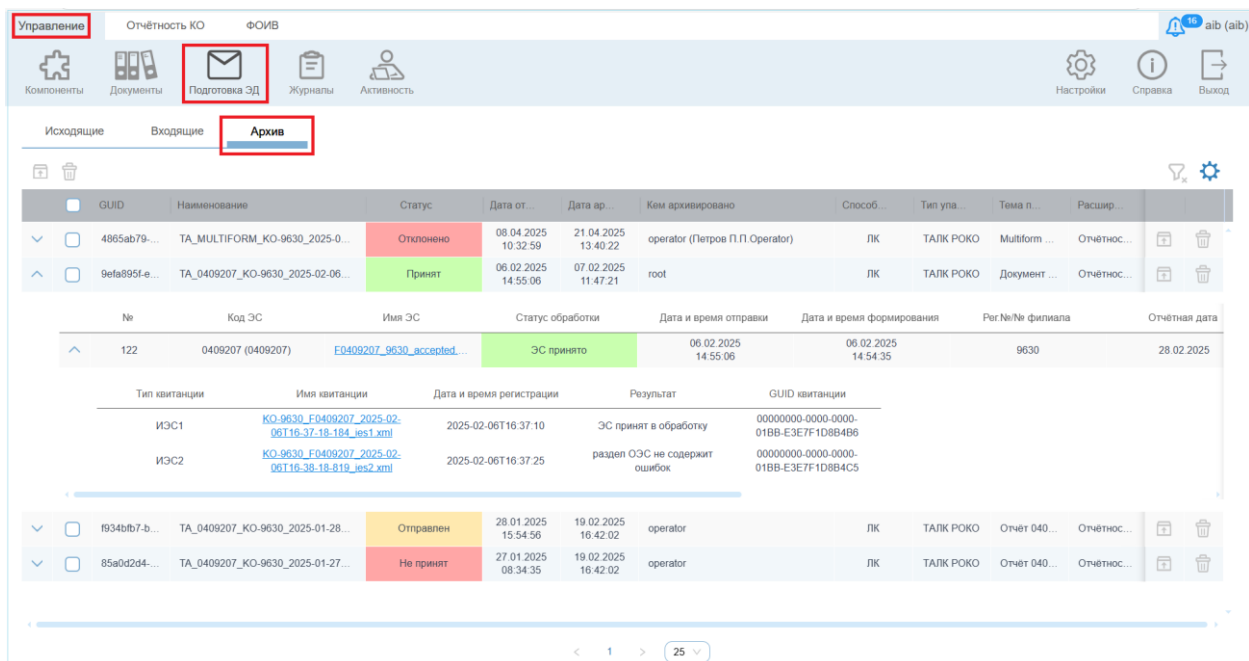 Управление Отчётность КО ФОИВ 16 aib (aib)
Компоненты Документы Подготовка ЭД Журналы Активность Настройки Справка Выход
Исходящие Входящие Архив
GUID Наименование Статус Дата от... Дата ар... Кем архивировано Способ... Тип упа... Тема п... Расшир...
4865ab79-... TA_MULTIFORM_KO-9630_2025-0... Отклонено 08.04.2025 21.04.2025 operator (Петров П.П.Operator) ЛК ТАЛК РОКО Multiform ... Отчётнос...
10:32:59 13:40:22
9efa895f-e... TA_0409207_KO-9630_2025-02-06... Принят 06.02.2025 07.02.2025 root ЛК ТАЛК РОКО Документ ... Отчётнос...
14:55:06 11:47:21
№ Код ЭС Имя ЭС Статус обработки Дата и время отправки Дата и время формирования Рег.№/№ филиала Отчётная дата
122 0409207 (0409207) F0409207_9630_accepted.... ЭС принято 06.02.2025 06.02.2025 9630 28.02.2025
14:55:06 14:54:35
Тип квитанции Имя квитанции Дата и время регистрации Результат GUID квитанции
ИЭС1 KO-9630_F0409207_2025-02- 2025-02-06T16:37:10 ЭС принят в обработку 00000000-0000-0000-
06T16-37-18-184_ies1.xml 01BB-E3E7F1D8B4B6
ИЭС2 KO-9630_F0409207_2025-02- 2025-02-06T16:37:25 раздел ОЭС не содержит 00000000-0000-0000-
06T16-38-18-819_ies2.xml ошибок 01BB-E3E7F1D8B4C5
f934bfb7-b... TA_0409207_KO-9630_2025-01-28... Отправлен 28.01.2025 19.02.2025 operator ЛК ТАЛК РОКО Отчёт 040... Отчётнос...
15:54:56 16:42:02
85a0d2d4-... TA_0409207_KO-9630_2025-01-27... Не принят 27.01.2025 19.02.2025 operator ЛК ТАЛК РОКО Отчёт 040... Отчётнос...
08:34:35 16:42:02
< 1 > 25